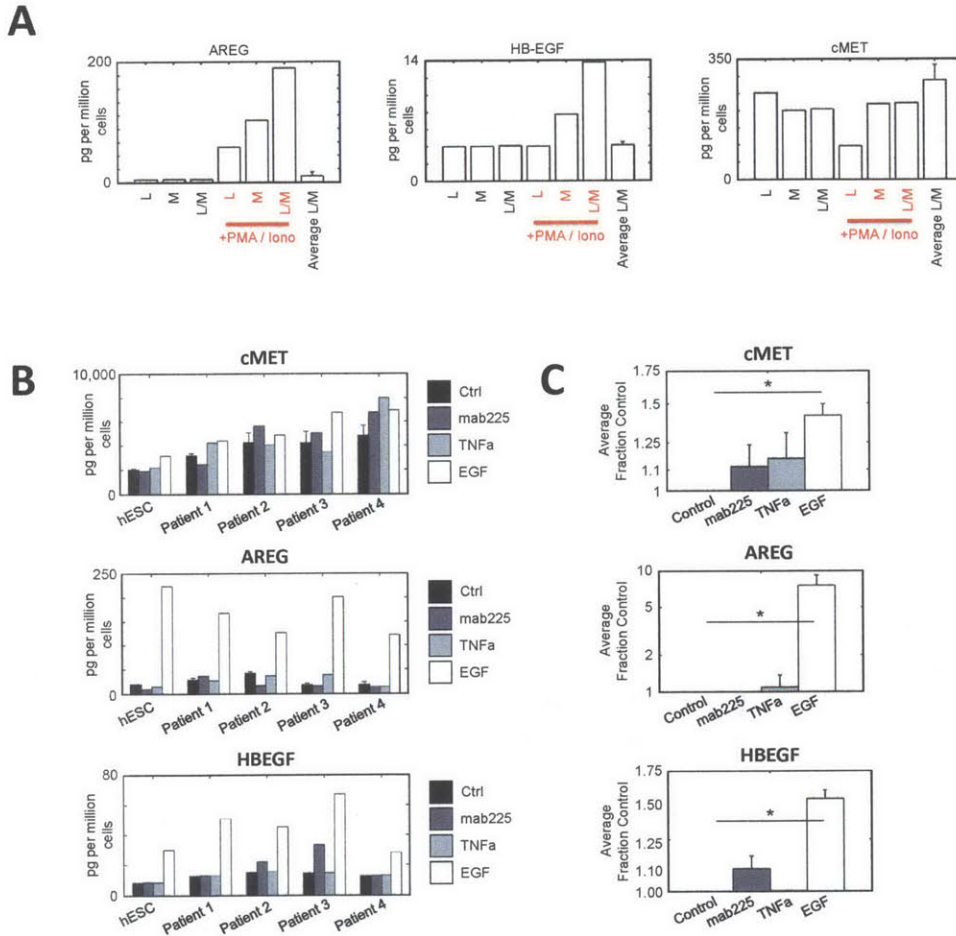 A
AREG
200
0
pg per million
cells
L
M
L/M
L
M
L/M
Average L/M
+PMA / Iono
HB-EGF
14
0
pg per million
cells
L
M
L/M
L
M
L/M
Average L/M
+PMA / Iono
cMET
350
0
pg per million
cells
L
M
L/M
L
M
L/M
Average L/M
+PMA / Iono
B
cMET
10,000
0
pg per million
cells
hESC
Patient 1
Patient 2
Patient 3
Patient 4
Ctrl
mab225
TNFa
EGF
AREG
250
0
pg per million
cells
hESC
Patient 1
Patient 2
Patient 3
Patient 4
Ctrl
mab225
TNFa
EGF
HBEGF
80
0
pg per million
cells
hESC
Patient 1
Patient 2
Patient 3
Patient 4
Ctrl
mab225
TNFa
EGF
C
cMET
1.75
1.5
1.25
1.1
1
Average
Fraction Control
*
Control
mab225
TNFa
EGF
AREG
10
5
2
1
Average
Fraction Control
*
Control
mab225
TNFa
EGF
HBEGF
1.75
1.50
1.10
1.00
Average
Fraction Control
*
Control
mab225
TNFa
EGF